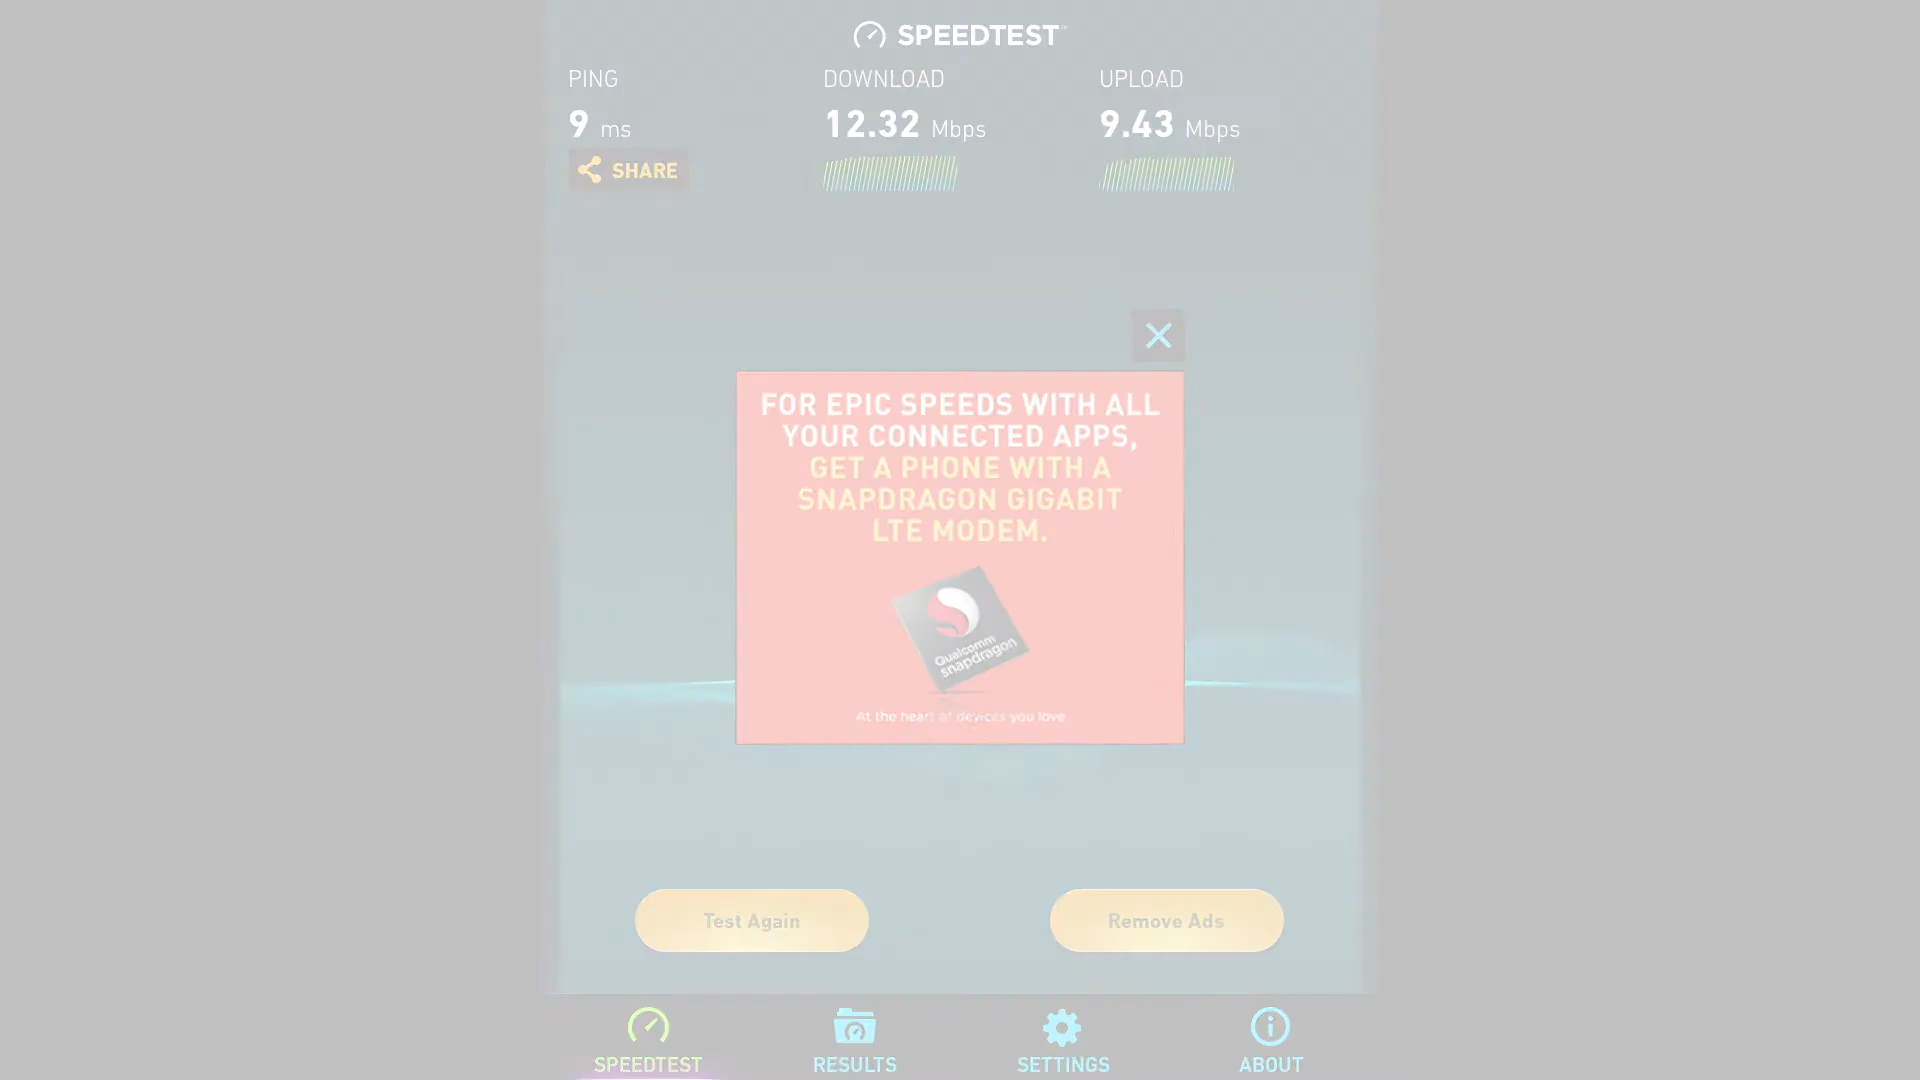 SPEEDTEST
PING DOWNLOAD UPLOAD
9 ms 12.32 Mbps 9.43 Mbps
SHARE
FOR EPIC SPEEDS WITH ALL
YOUR CONNECTED APPS,
GET A PHONE WITH A
SNAPDRAGON GIGABIT
LTE MODEM.
Qualcomm
snapdragon
At the heart of devices you love
Test Again Remove Ads
SPEEDTEST RESULTS SETTINGS ABOUT